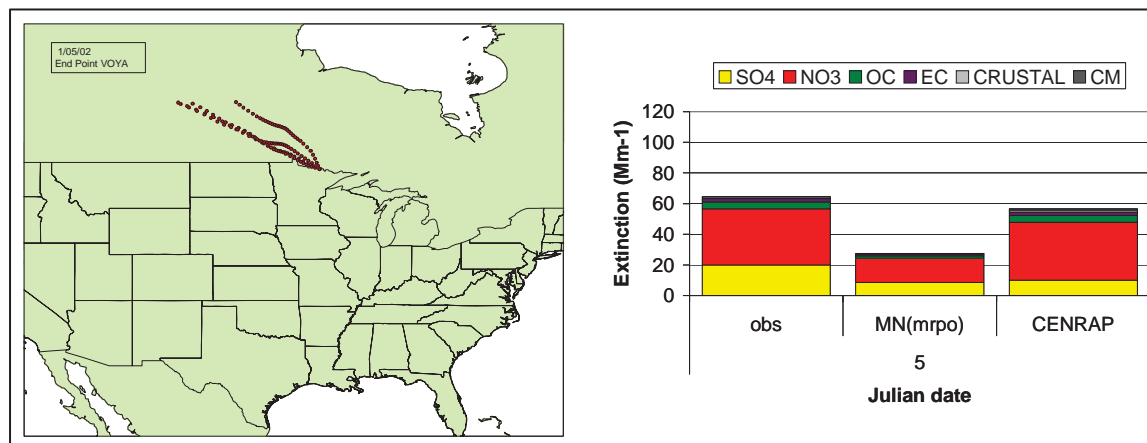 1/05/02
End Point VOYA
SO4 NO3 OC EC CRUSTAL CM
120
100
80
60
40
20
0
Extinction (Mm-1)
obs MN(mrpo) CENRAP
5
Julian date